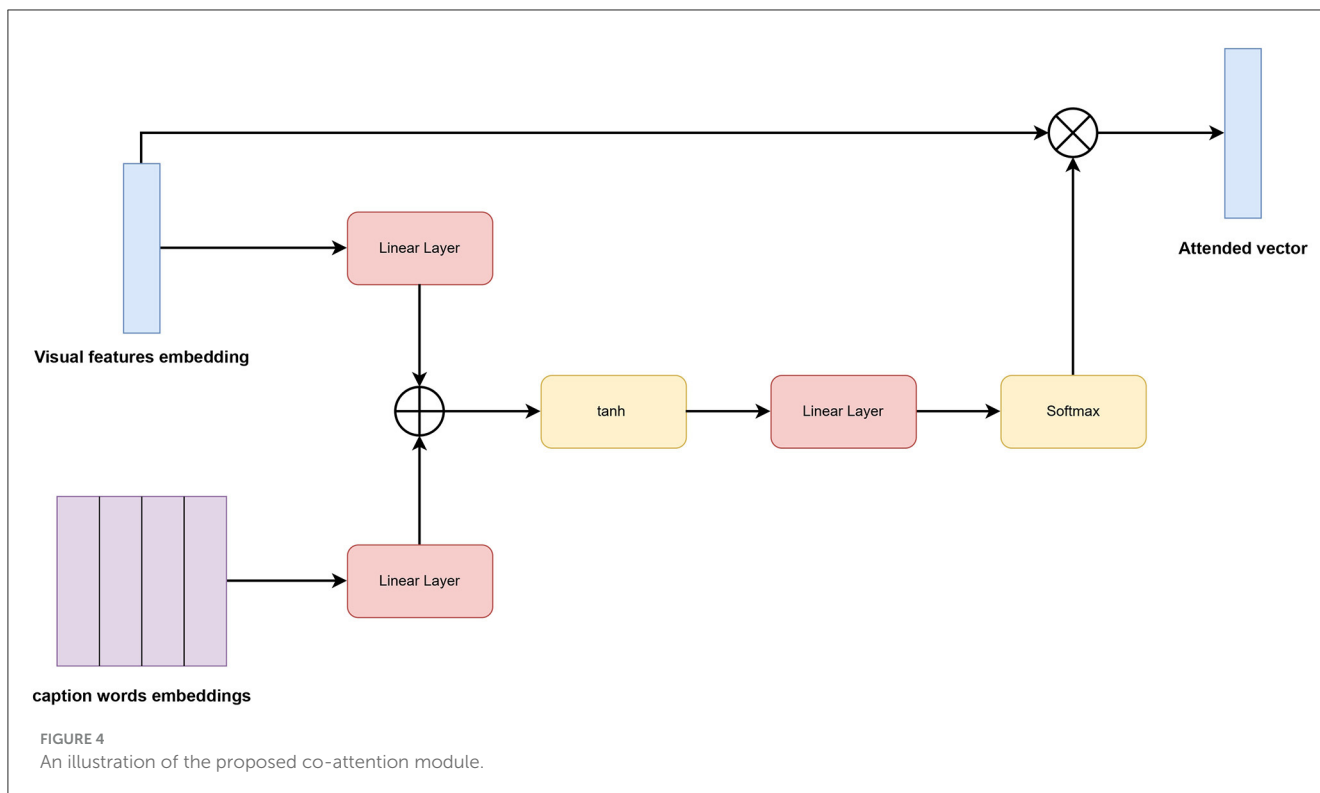 Linear Layer
Attended vector
Visual features embedding
tanh
Linear Layer
Softmax
Linear Layer
caption words embeddings
FIGURE 4
An illustration of the proposed co-attention module.